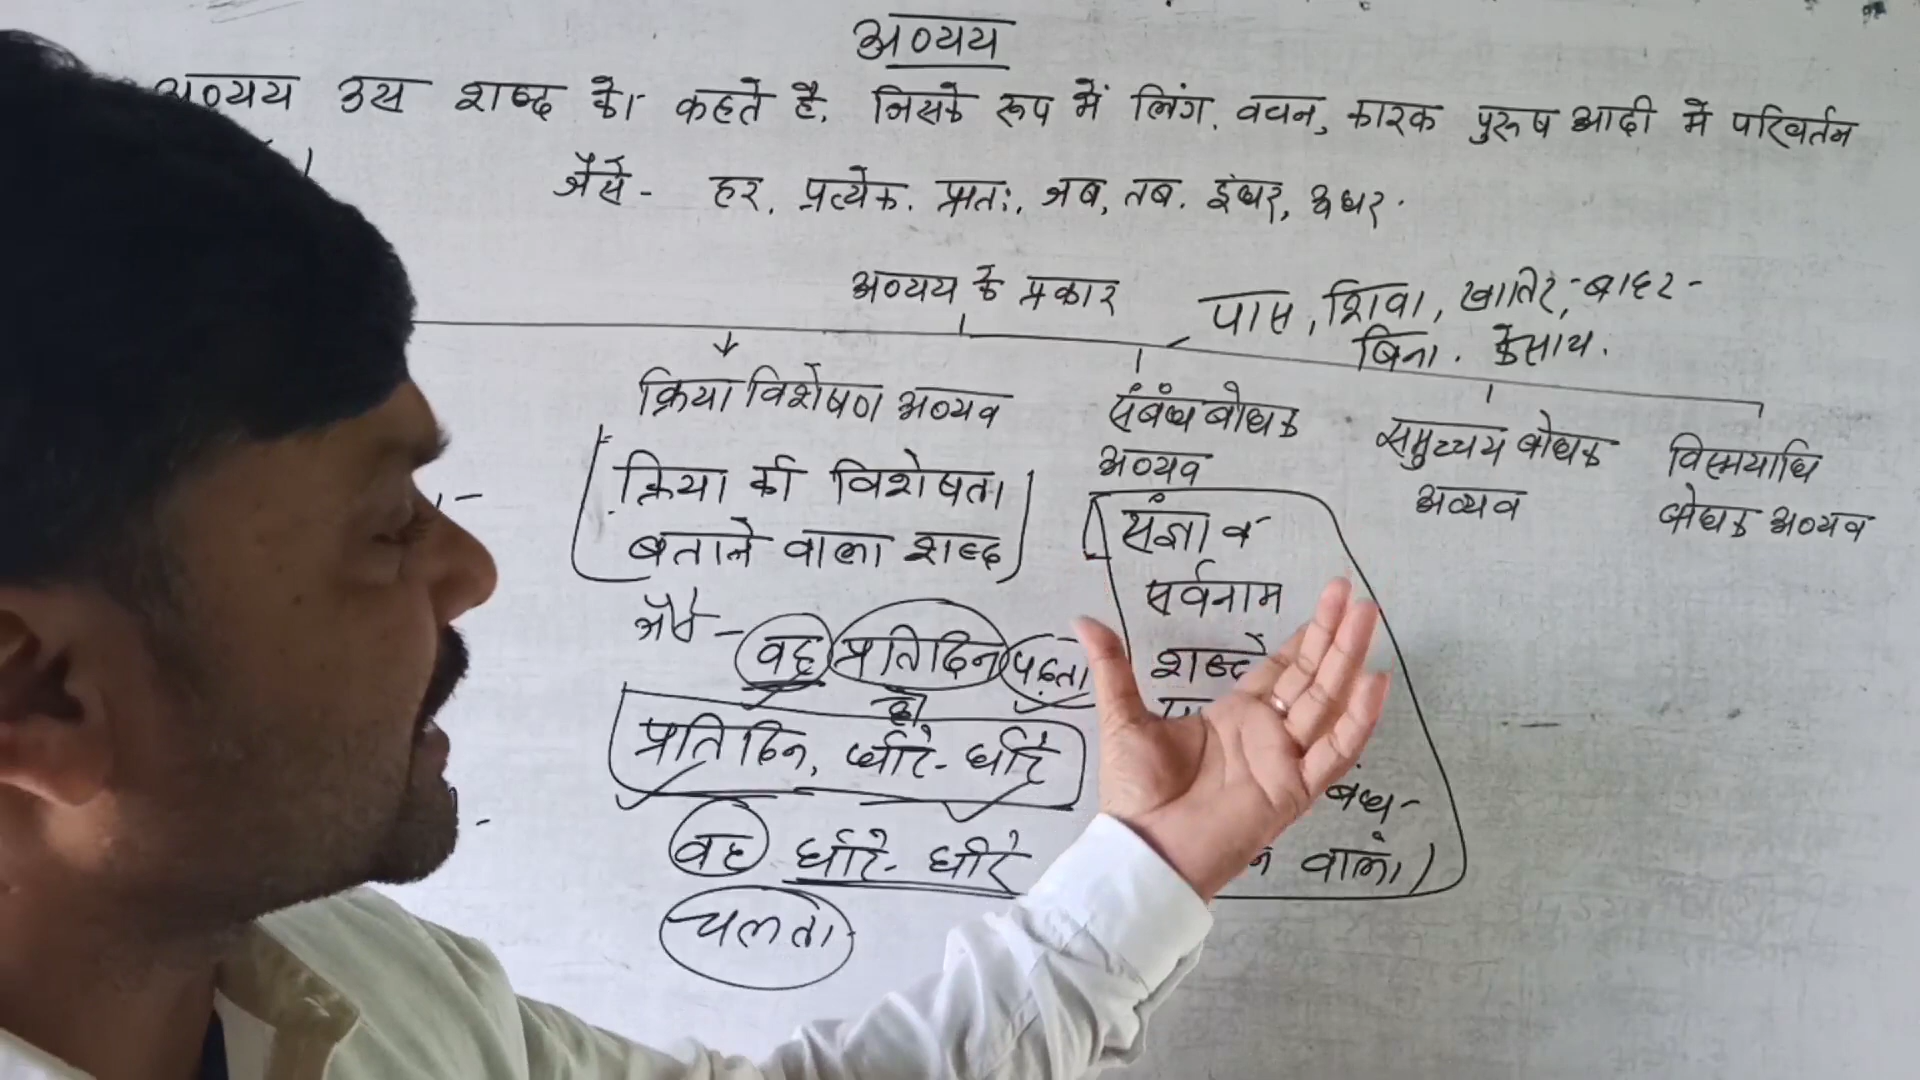 अव्यय
अव्यय उस शब्द को कहते है, जिसके रूप में लिंग, वचन, कारक पुरुष आदी मे परिवर्तन
जैसे- हर, प्रत्येक, प्रातः, जब, तब, इधर, उधर.
अव्यय के प्रकार
पास, शिवा, खातिर, बाहर-
बिना. केसाथ.
क्रिया विशेषण अव्यव
संबंध बोधक
अव्यव
समुच्चय बोधक
अव्यव
विस्मयाधि
बोधक अव्यव
क्रिया की विशेषता
बताने वाला शब्द
जैसे- वह प्रतिदिन पढ़ता
है
प्रतिदिन, धीरे-धीरे
वह धीरे-धीरे
चलता
संज्ञा व
सर्वनाम
शब्दो
बंध-
वाले)